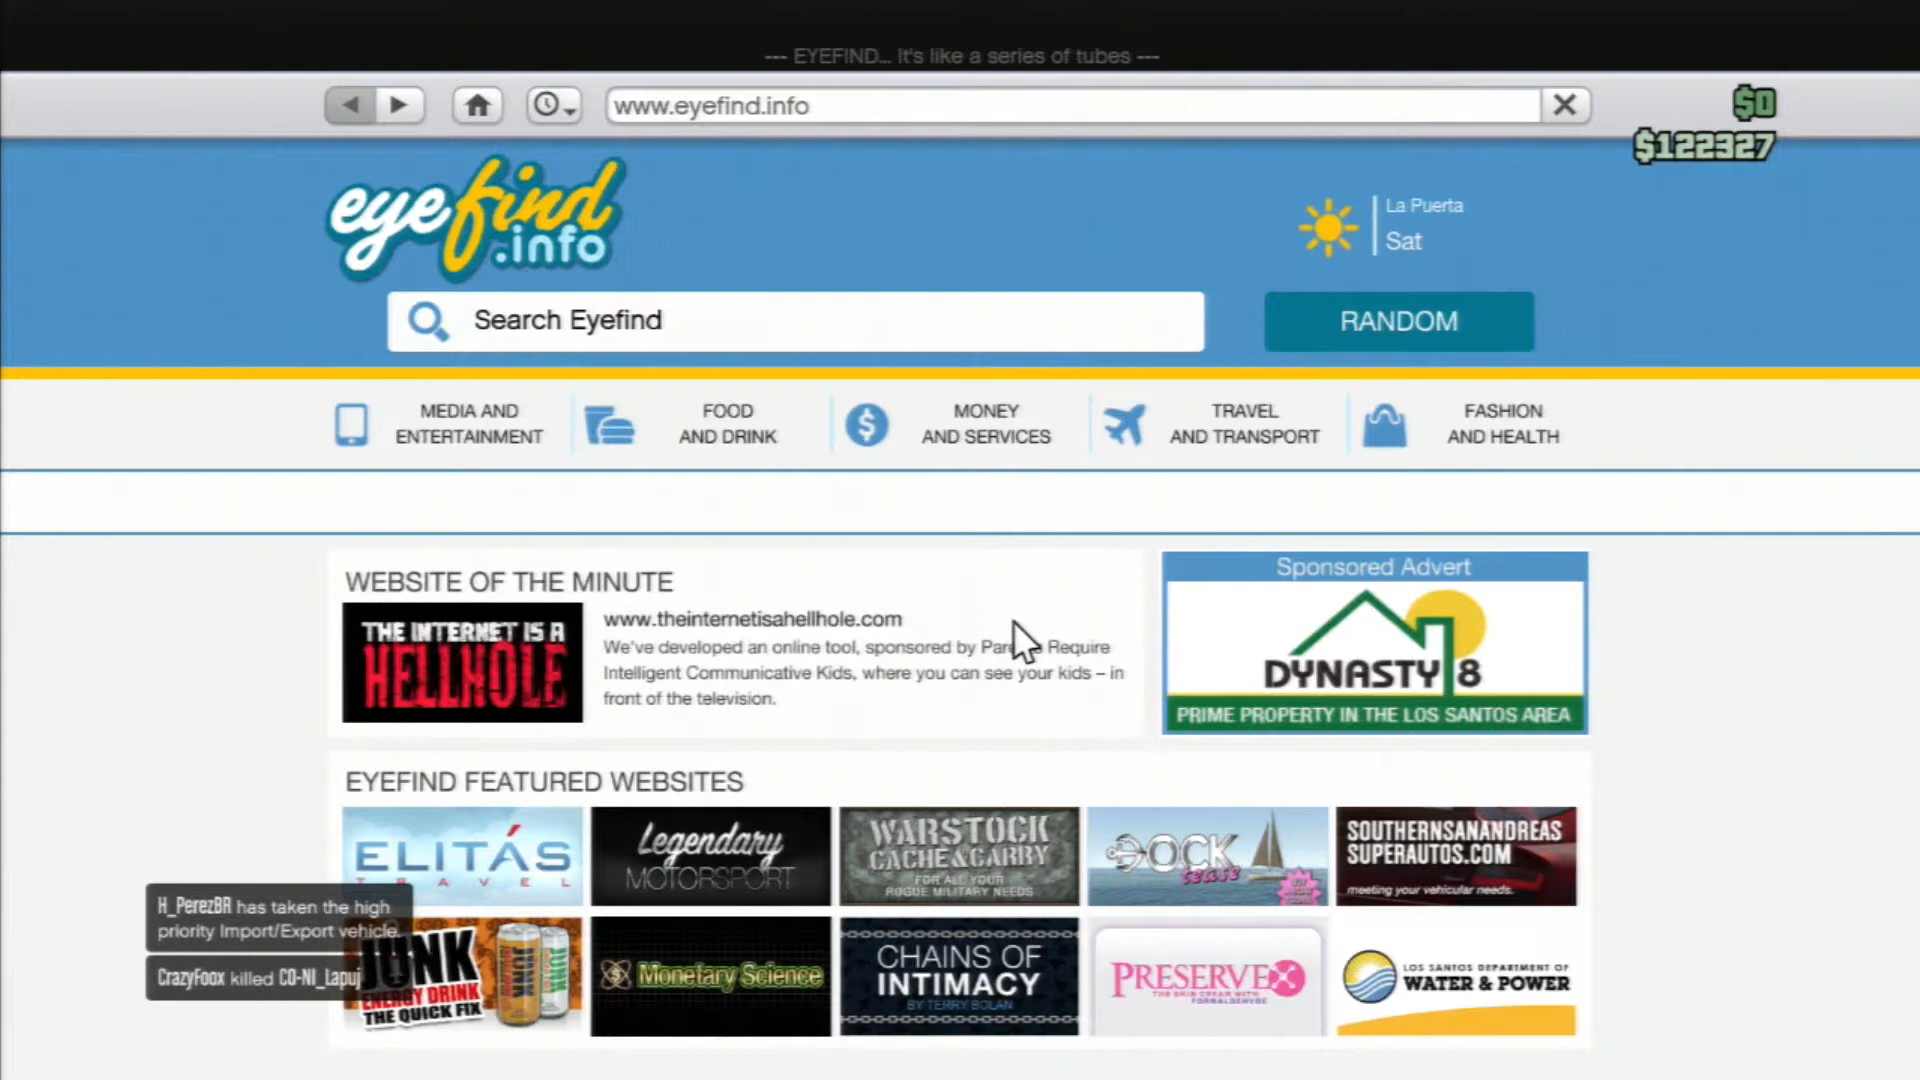 --- EYEFIND... It's like a series of tubes ---
www.eyefind.info
$0
$122327
eyefind
.info
La Puerta
Sat
Search Eyefind
RANDOM
MEDIA AND
ENTERTAINMENT
FOOD
AND DRINK
MONEY
AND SERVICES
TRAVEL
AND TRANSPORT
FASHION
AND HEALTH
WEBSITE OF THE MINUTE
THE INTERNET IS A
HELLHOLE
www.theinternetisahellhole.com
We've developed an online tool, sponsored by Require
Intelligent Communicative Kids, where you can see your kids – in
front of the television.
Sponsored Advert
DYNASTY 8
PRIME PROPERTY IN THE LOS SANTOS AREA
EYEFIND FEATURED WEBSITES
ELITÁS
TRAVEL
Legendary
MOTORSPORT
WARSTOCK
CACHE & CARRY
FOR ALL YOUR
ROGUE MILITARY NEEDS
DOCK
tease
SOUTHERNSANANDREAS
SUPERAUTOS.COM
meeting your vehicular needs.
H_PerezBR has taken the high
priority Import/Export vehicle.
CrazyFoox killed CO-NI_Lapuj
JUNK
ENERGY DRINK
THE QUICK FIX
Monetary Science
CHAINS OF
INTIMACY
BY TERRY BOLAN
PRESERVEX
THE SKIN CREAM WITH
FORMALDEHYDE
LOS SANTOS DEPARTMENT OF
WATER & POWER